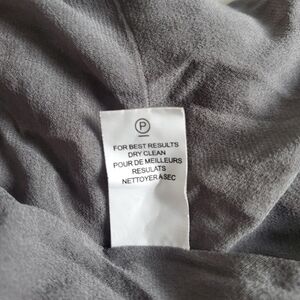 P
FOR BEST RESULTS
DRY CLEAN
POUR DE MEILLEURS
RESULATS
NETTOYER A SEC